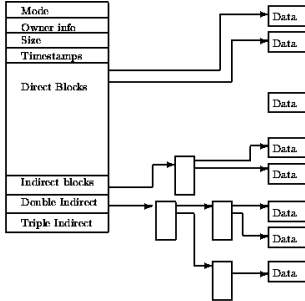 Mode
Owner info
Size
Timestamps
Direct Blocks
Indirect blocks
Double Indirect
Triple Indirect
Data
Data
Data
Data
Data
Data
Data
Data